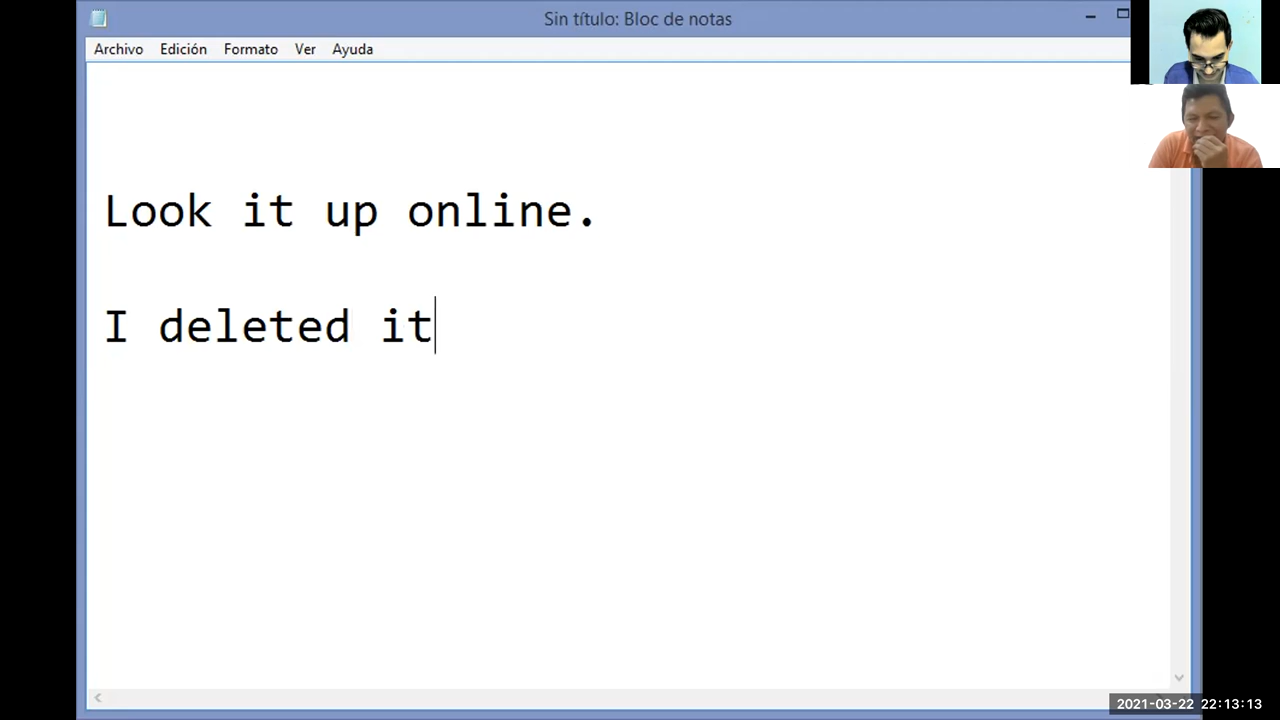 Sin título: Bloc de notas
Archivo Edición Formato Ver Ayuda
Look it up online.
I deleted it
2021-03-22 22:13:13